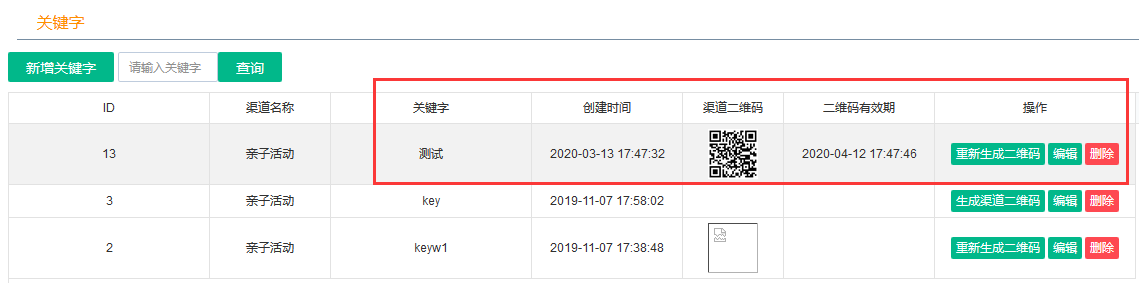 关键字
新增关键字 请输入关键字 查询
ID 渠道名称 关键字 创建时间 渠道二维码 二维码有效期 操作
13 亲子活动 测试 2020-03-13 17:47:32 2020-04-12 17:47:46 重新生成二维码 编辑 删除
3 亲子活动 key 2019-11-07 17:58:02 生成渠道二维码 编辑 删除
2 亲子活动 keyw1 2019-11-07 17:38:48 重新生成二维码 编辑 删除